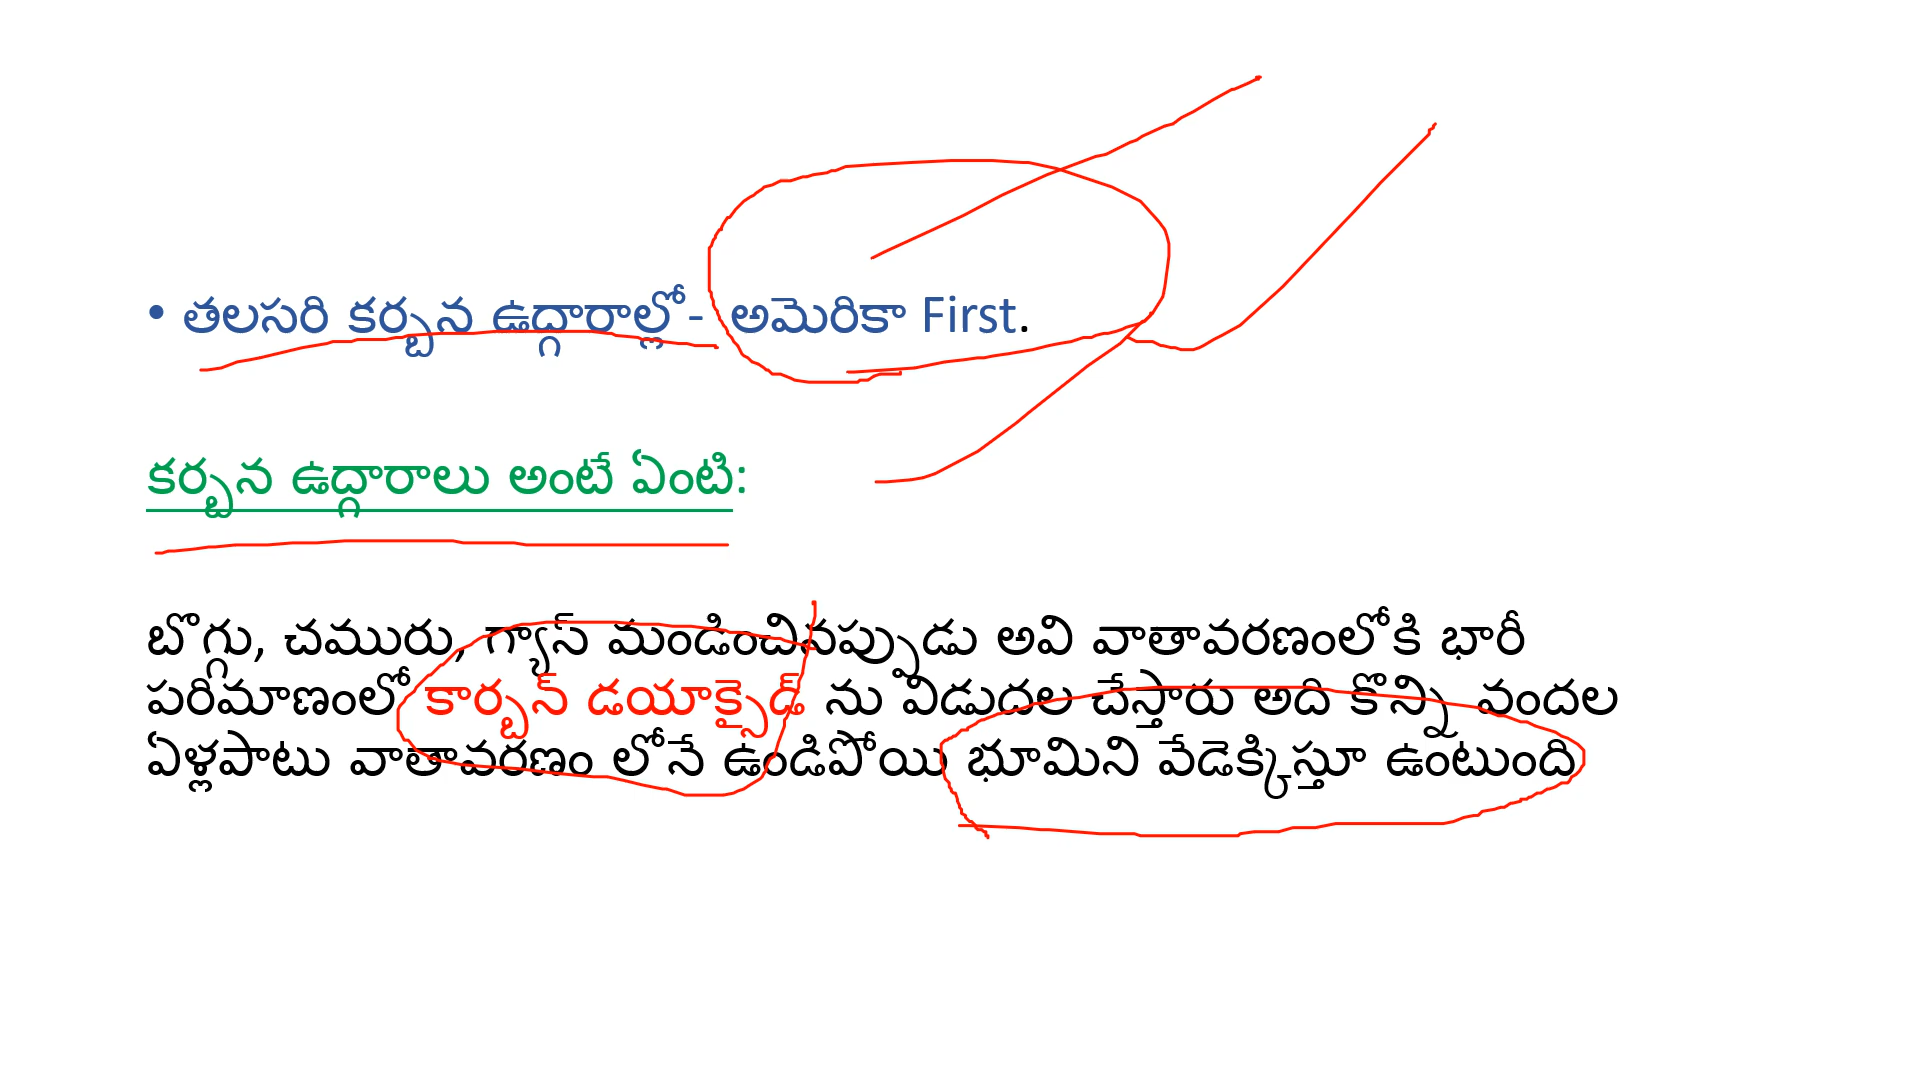 • తలసరి కర్బన ఉద్గారాల్లో- అమెరికా First.
కర్బన ఉద్గారాలు అంటే ఏంటి:
బొగ్గు, చమురు, గ్యాస్ మండించినప్పుడు అవి వాతావరణంలోకి భారీ
పరిమాణంలో కార్బన్ డయాక్సైడ్ ను విడుదల చేస్తారు అది కొన్ని వందల
ఏళ్లపాటు వాతావరణం లోనే ఉండిపోయి భూమిని వేడెక్కిస్తూ ఉంటుంది